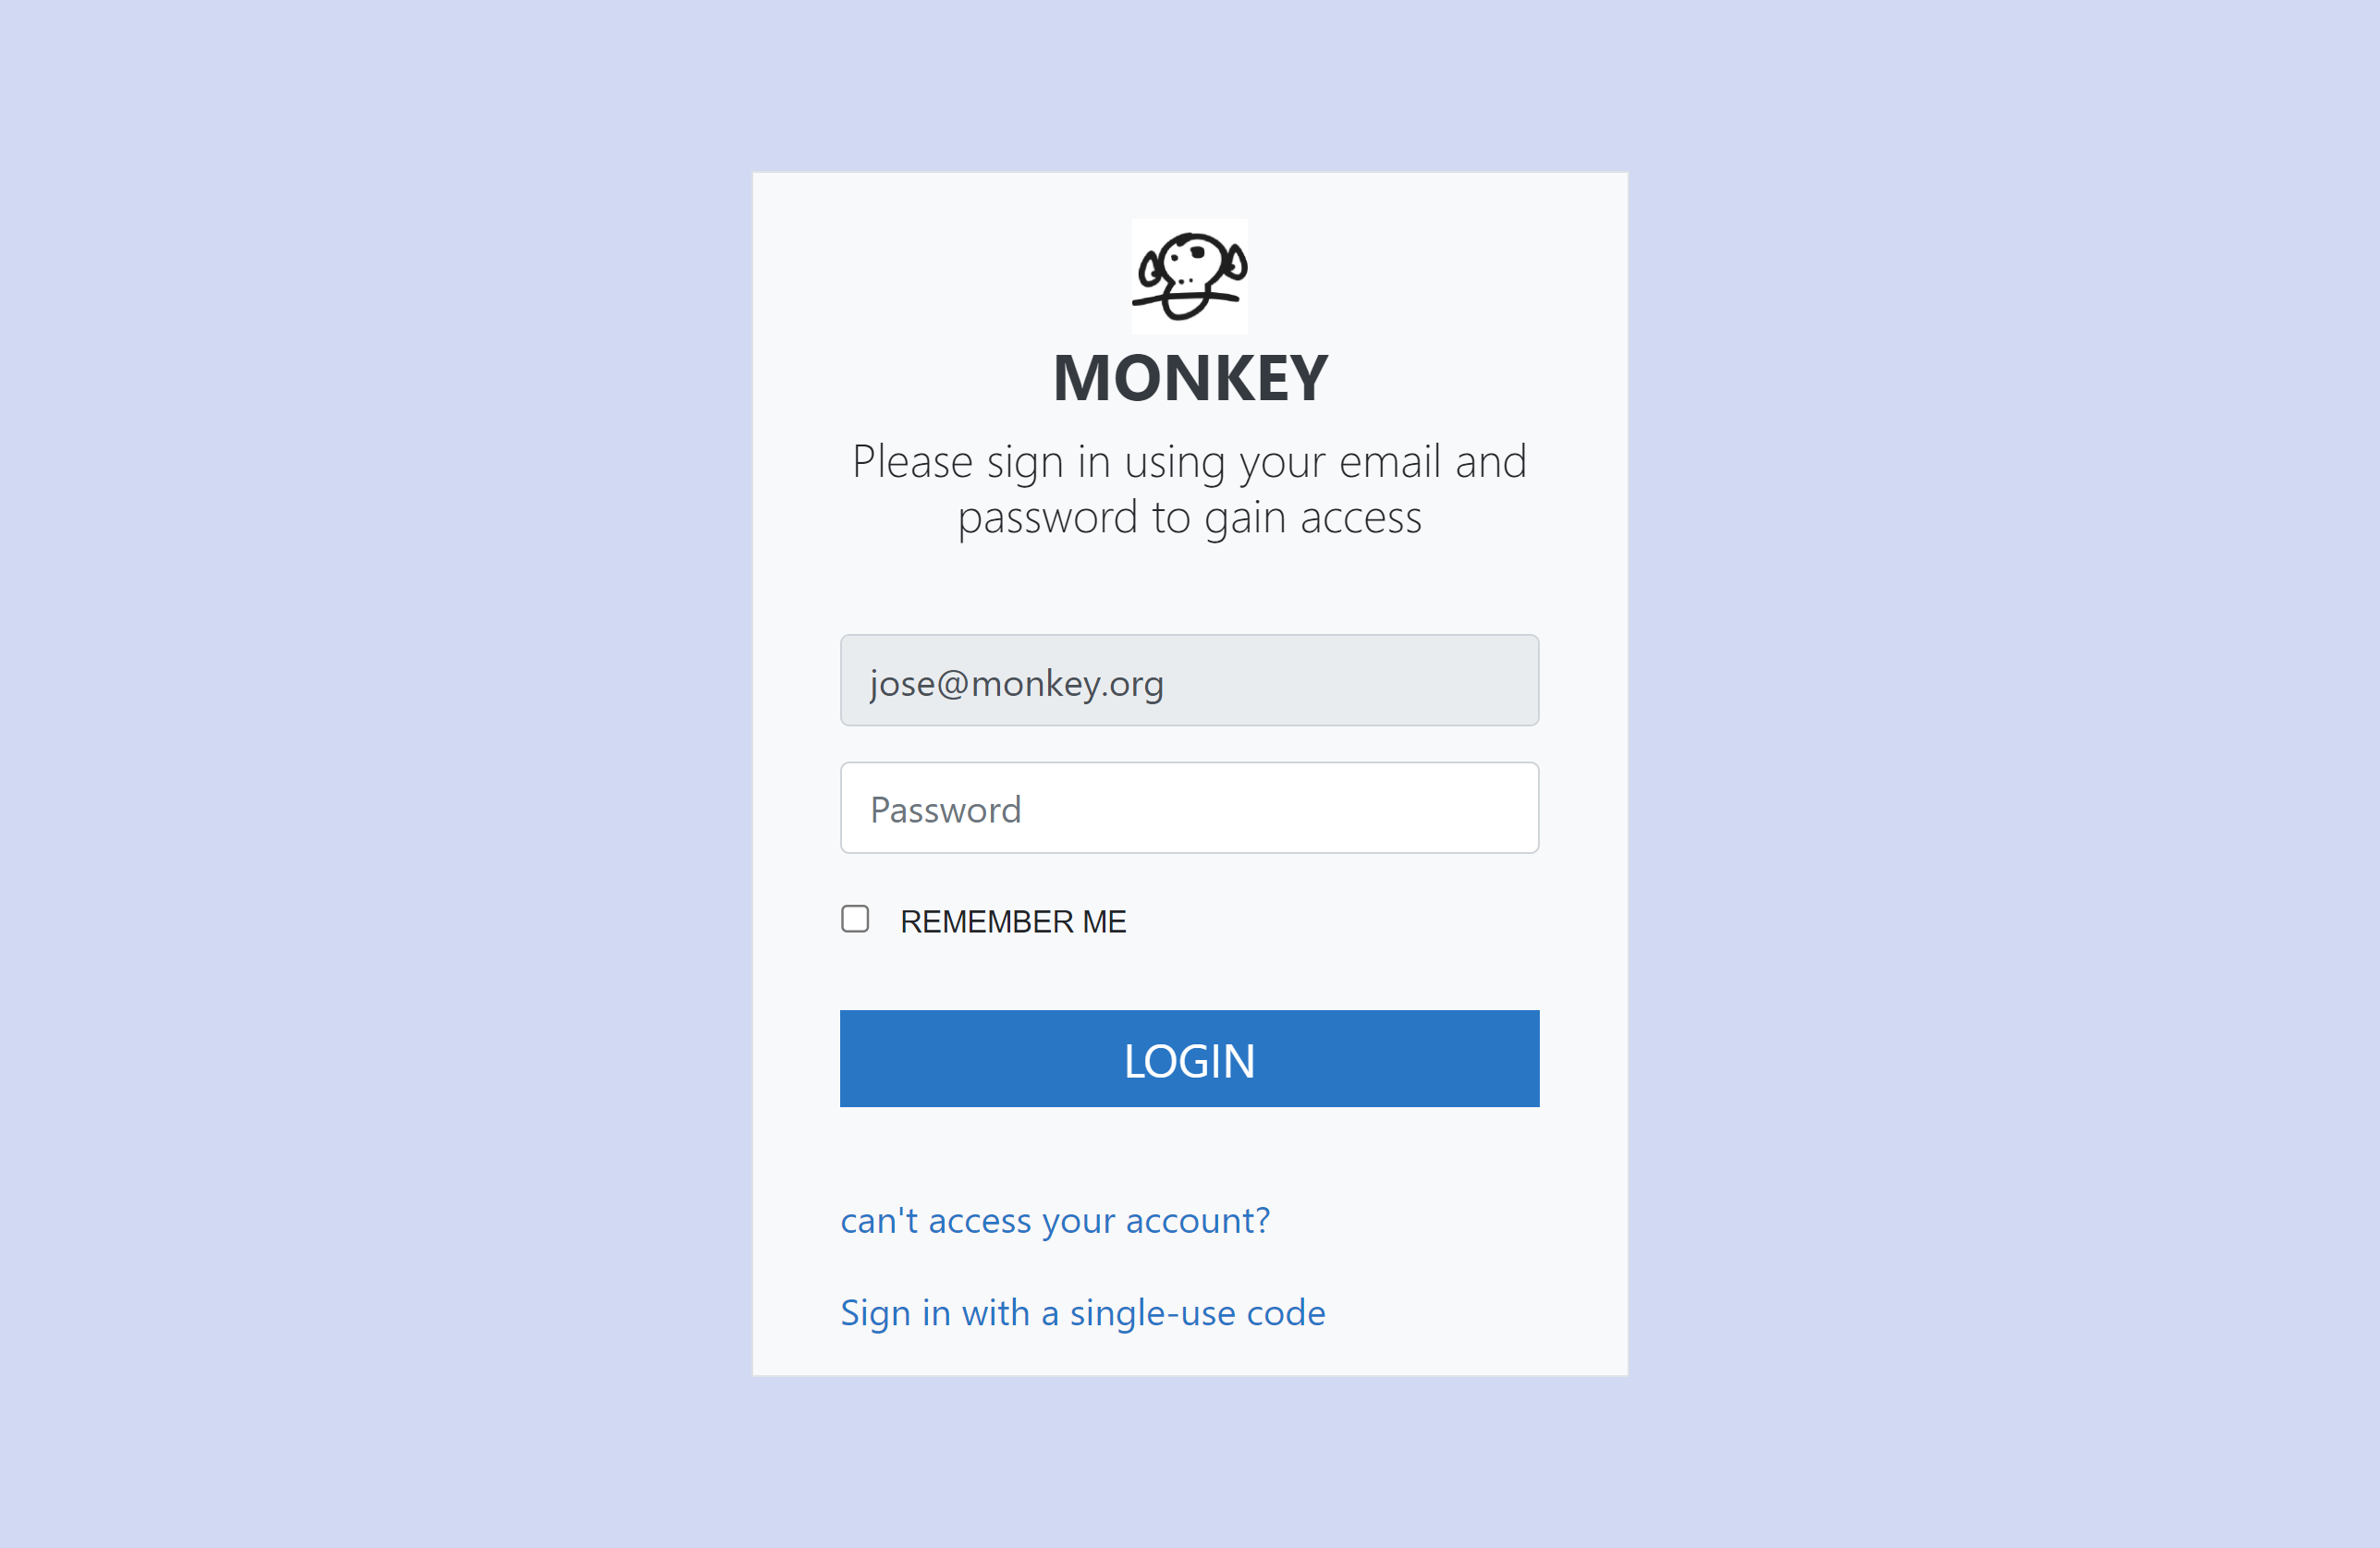 MONKEY
Please sign in using your email and
password to gain access
jose@monkey.org
Password
REMEMBER ME
LOGIN
can't access your account?
Sign in with a single-use code